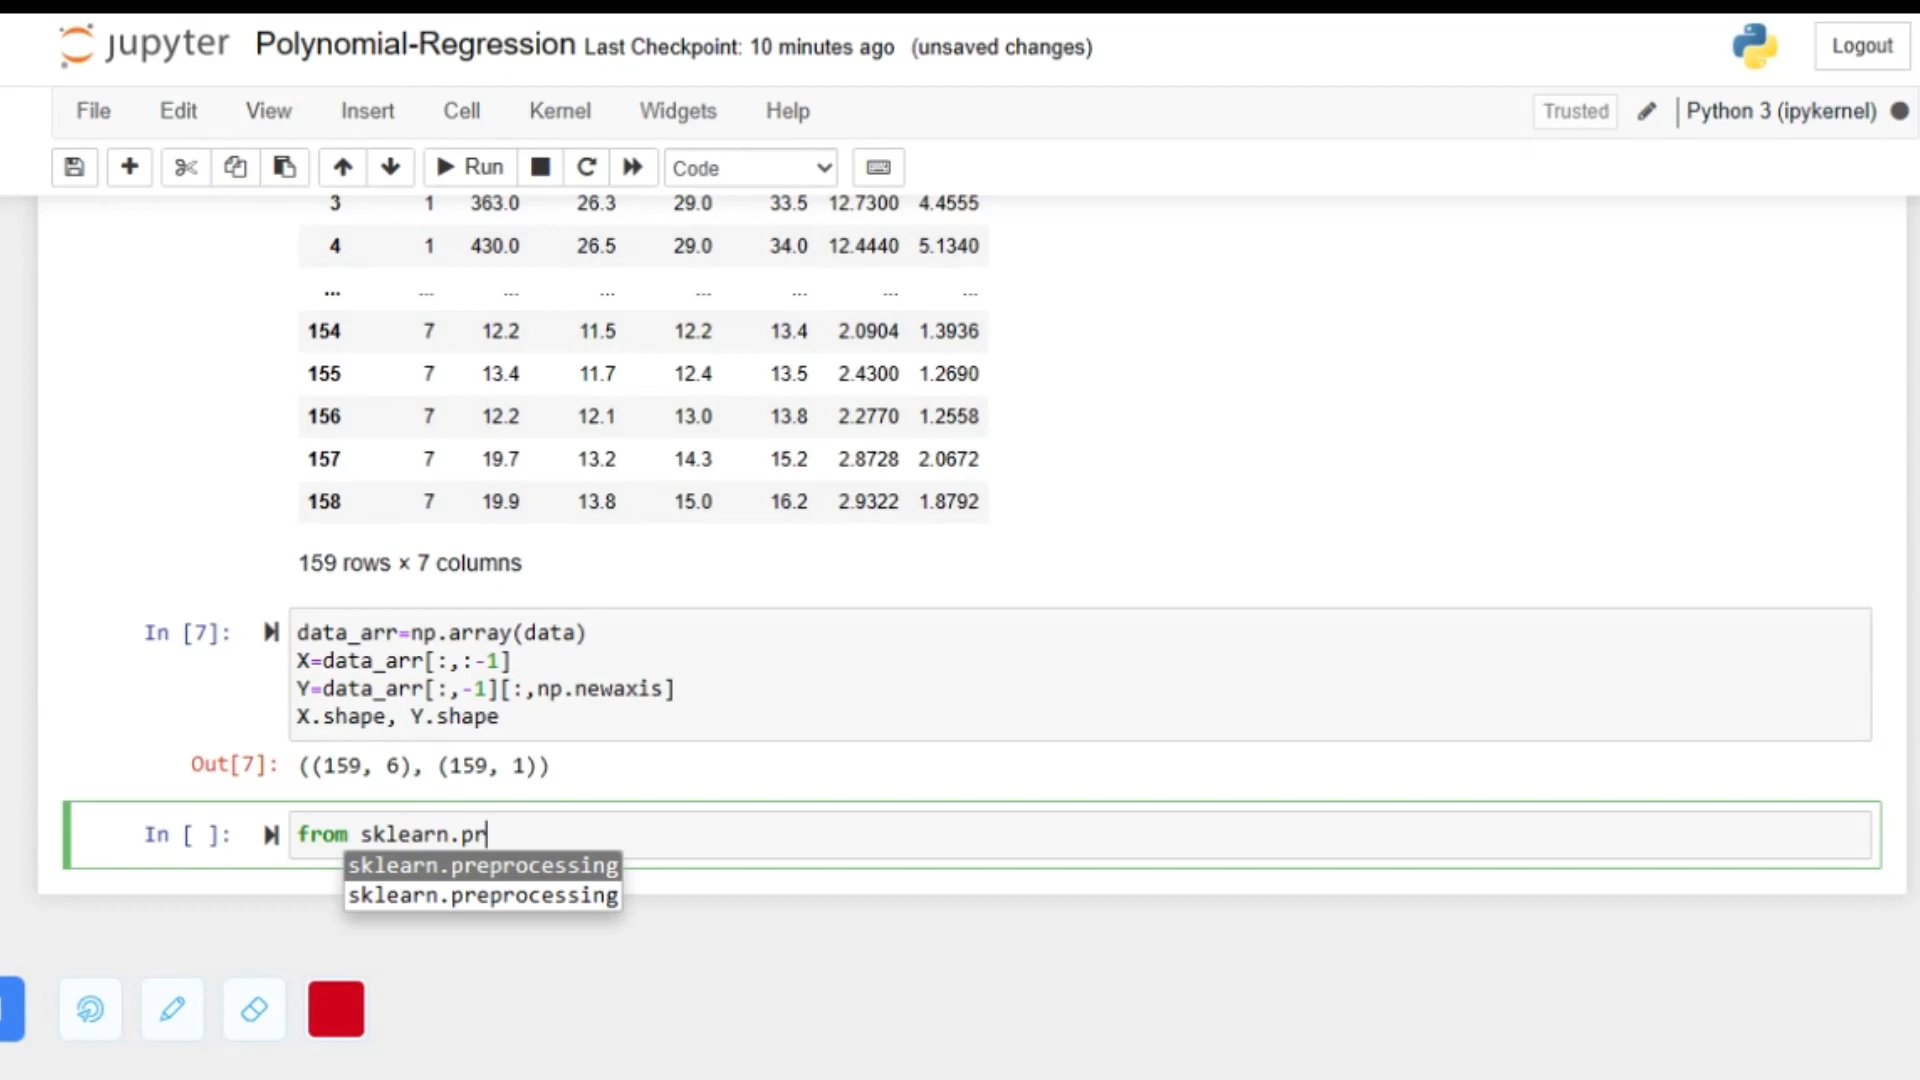 jupyter Polynomial-Regression Last Checkpoint: 10 minutes ago (unsaved changes) Logout
File Edit View Insert Cell Kernel Widgets Help Trusted Python 3 (ipykernel)
Run Code
3 1 363.0 26.3 29.0 33.5 12.7300 4.4555
4 1 430.0 26.5 29.0 34.0 12.4440 5.1340
... ... ... ... ... ... ... ...
154 7 12.2 11.5 12.2 13.4 2.0904 1.3936
155 7 13.4 11.7 12.4 13.5 2.4300 1.2690
156 7 12.2 12.1 13.0 13.8 2.2770 1.2558
157 7 19.7 13.2 14.3 15.2 2.8728 2.0672
158 7 19.9 13.8 15.0 16.2 2.9322 1.8792
159 rows × 7 columns
In [7]: data_arr=np.array(data)
X=data_arr[:,:-1]
Y=data_arr[:,-1][:,np.newaxis]
X.shape, Y.shape
Out[7]: ((159, 6), (159, 1))
In [ ]: from sklearn.pr
sklearn.preprocessing
sklearn.preprocessing